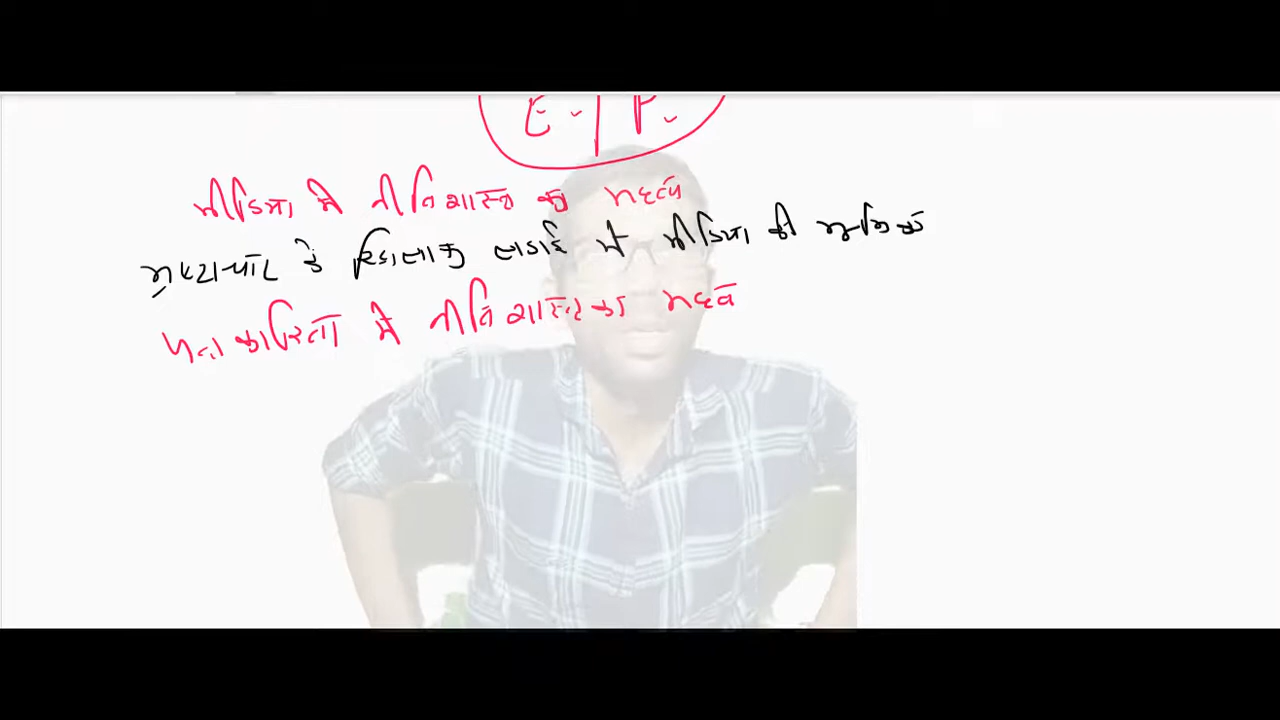 E. / P.
मीडिया में नीतिशास्त्र का महत्व
भ्रष्टाचार के खिलाफ लडाई में मीडिया की भूमिका
पत्रकारिता में नीतिशास्त्र का महत्व